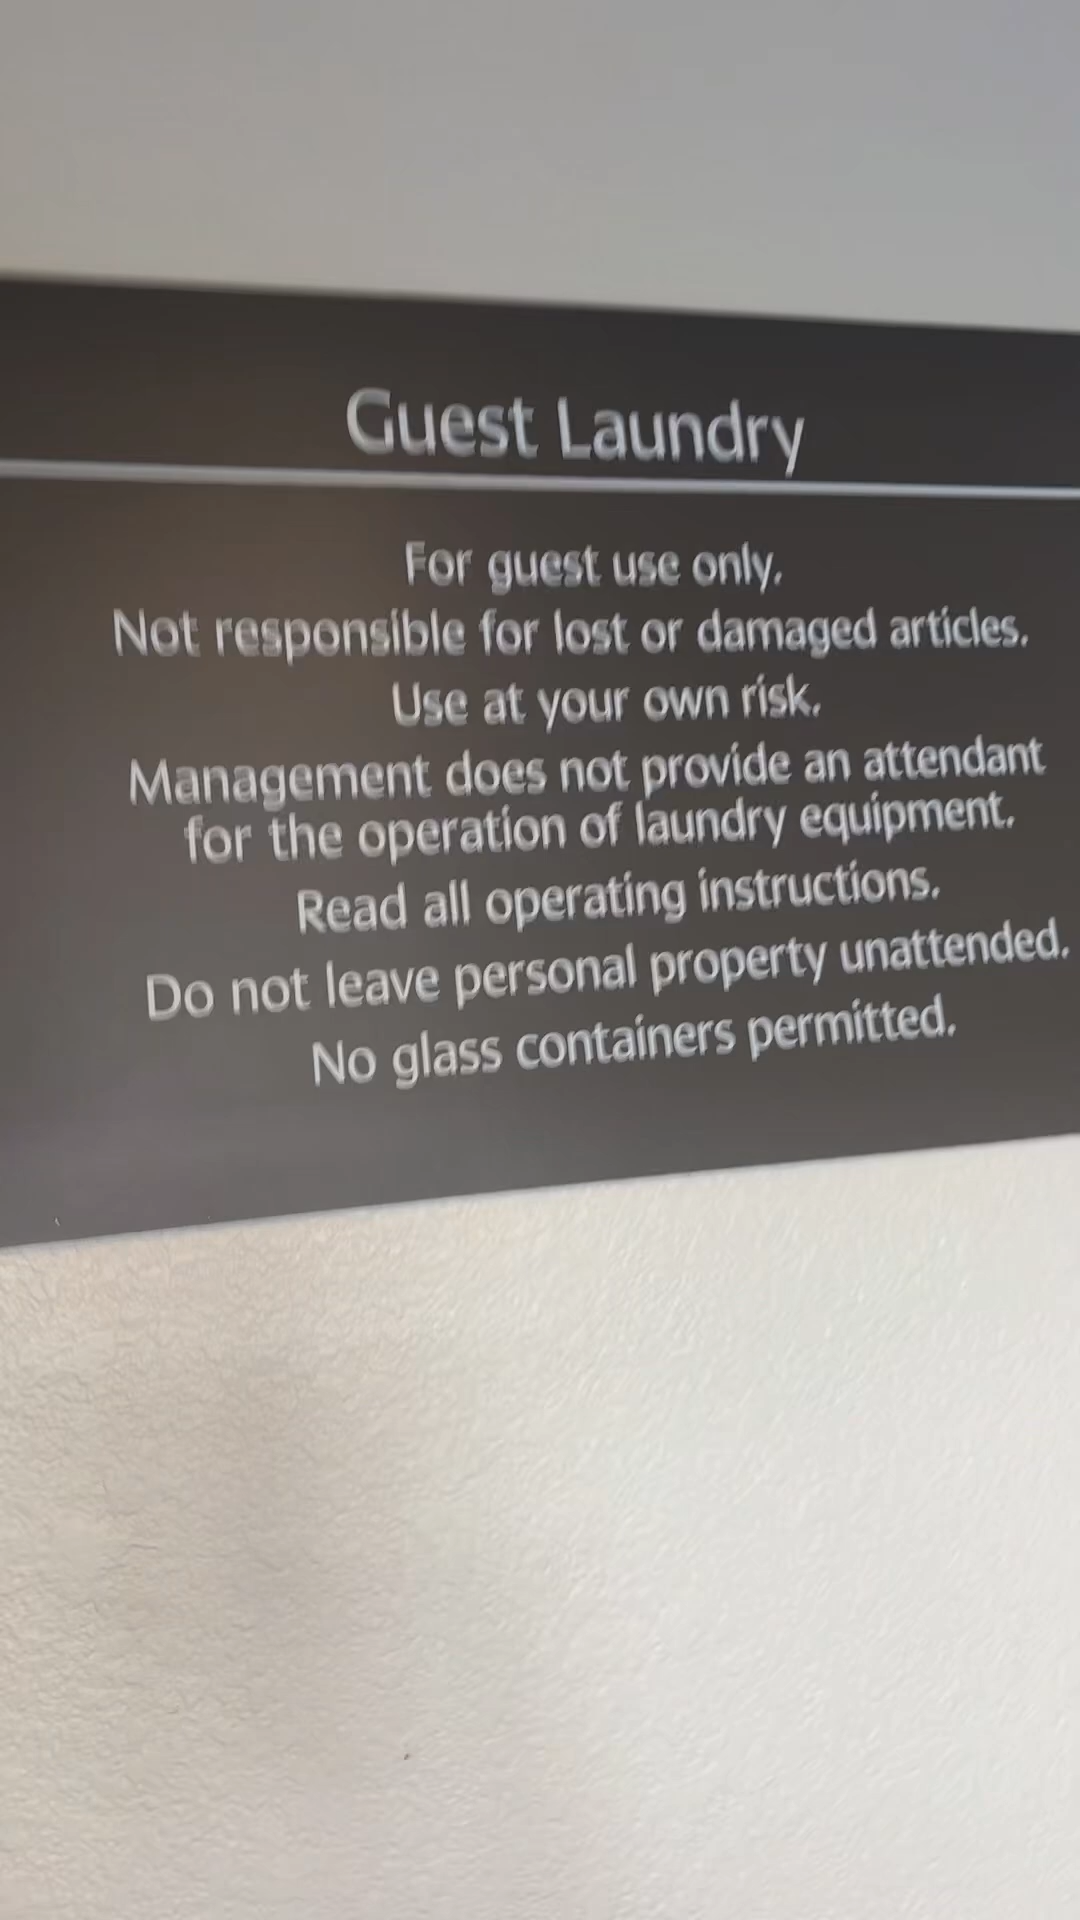 Guest Laundry
For guest use only.
Not responsible for lost or damaged articles.
Use at your own risk.
Management does not provide an attendant
for the operation of laundry equipment.
Read all operating instructions.
Do not leave personal property unattended.
No glass containers permitted.